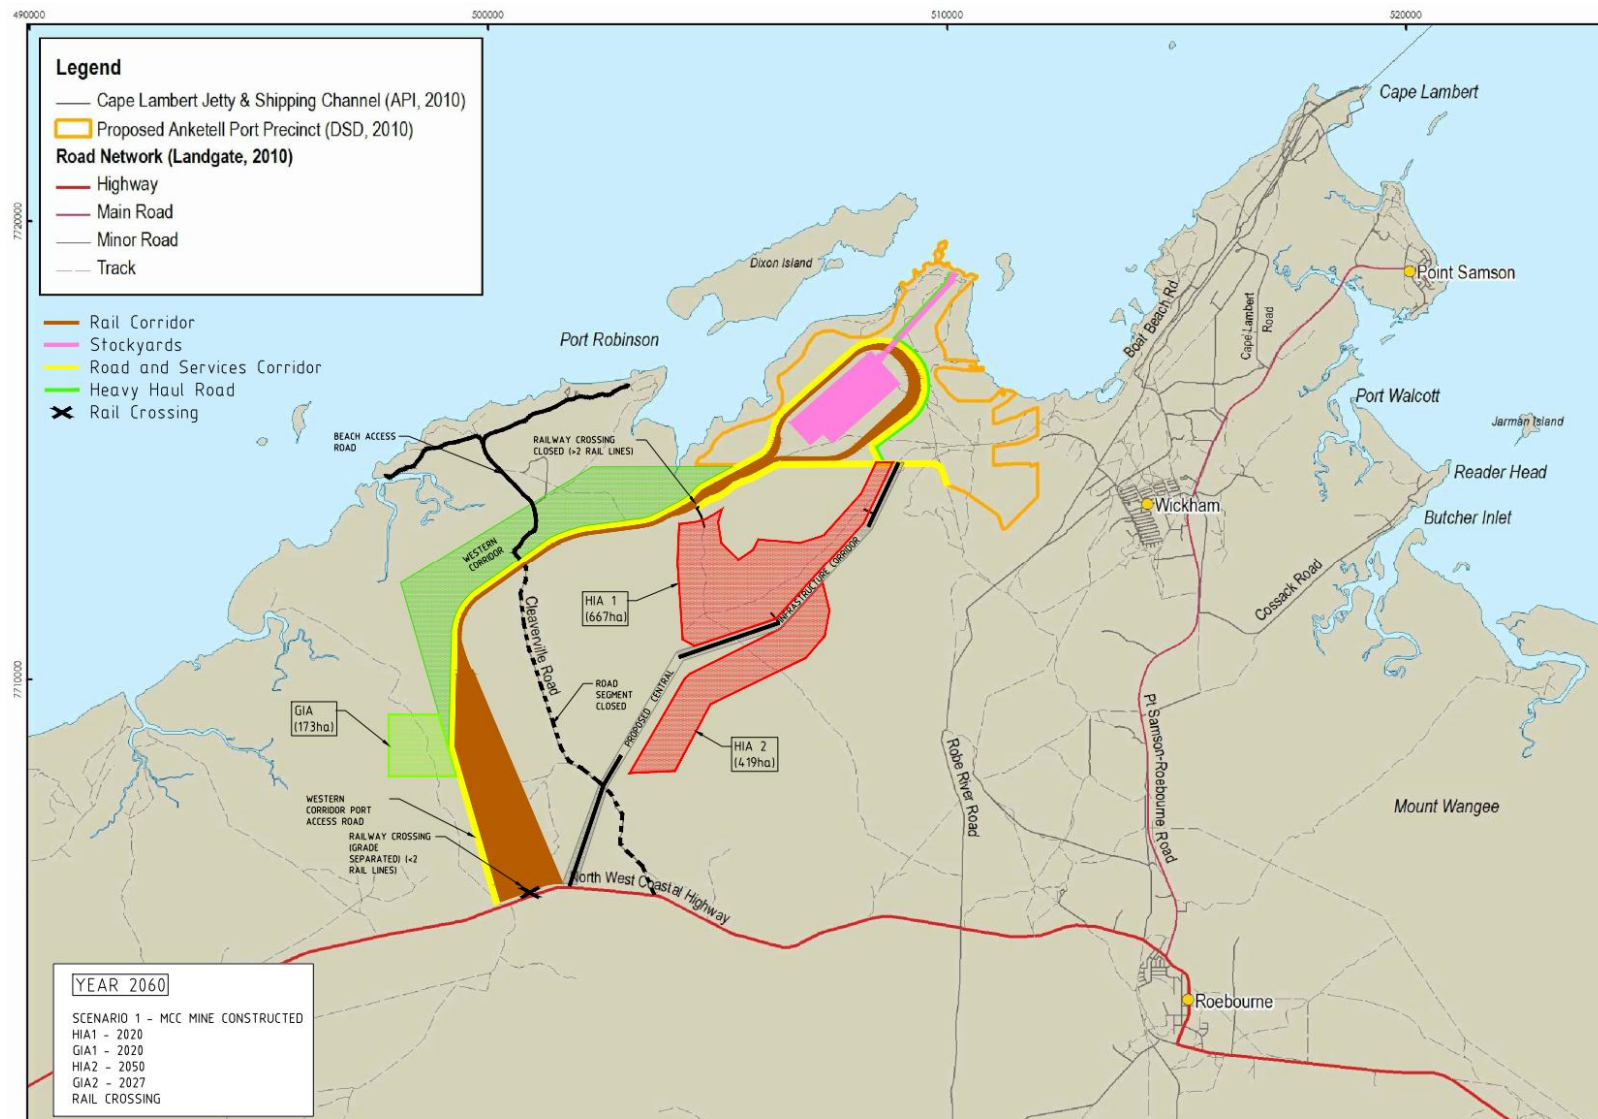 490000
500000
510000
520000
Legend
Cape Lambert Jetty & Shipping Channel (API, 2010)
Proposed Anketell Port Precinct (DSD, 2010)
Road Network (Landgate, 2010)
Highway
Main Road
Minor Road
Track
Rail Corridor
Stockyards
Road and Services Corridor
Heavy Haul Road
Rail Crossing
7720000
7710000
Cape Lambert
Dixon Island
Point Samson
Port Robinson
Boat Beach Rd
Cape Lambert
Road
Port Walcott
Jarman Island
BEACH ACCESS
ROAD
RAILWAY CROSSING
CLOSED (>2 RAIL LINES)
Reader Head
Wickham
Butcher Inlet
WESTERN
CORRIDOR
HIA 1
(667ha)
INFRASTRUCTURE CORRIDOR
Cossack Road
Cleaverville Road
ROAD
SEGMENT
CLOSED
PROPOSED CENTRAL
GIA
(173ha)
HIA 2
(419ha)
Robe River Road
Pt Samson-Roebourne Road
Mount Wangee
WESTERN
CORRIDOR PORT
ACCESS ROAD
RAILWAY CROSSING
(GRADE
SEPARATED) (<2
RAIL LINES)
North West Coastal Highway
Roebourne
YEAR 2060
SCENARIO 1 - MCC MINE CONSTRUCTED
HIA1 - 2020
GIA1 - 2020
HIA2 - 2050
GIA2 - 2027
RAIL CROSSING